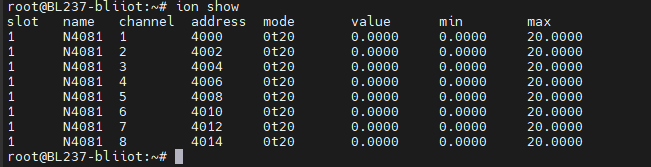 root@BL237-bliiot:~# ion show
slot name channel address mode value min max
1 N4081 1 4000 0t20 0.0000 0.0000 20.0000
1 N4081 2 4002 0t20 0.0000 0.0000 20.0000
1 N4081 3 4004 0t20 0.0000 0.0000 20.0000
1 N4081 4 4006 0t20 0.0000 0.0000 20.0000
1 N4081 5 4008 0t20 0.0000 0.0000 20.0000
1 N4081 6 4010 0t20 0.0000 0.0000 20.0000
1 N4081 7 4012 0t20 0.0000 0.0000 20.0000
1 N4081 8 4014 0t20 0.0000 0.0000 20.0000
root@BL237-bliiot:~#